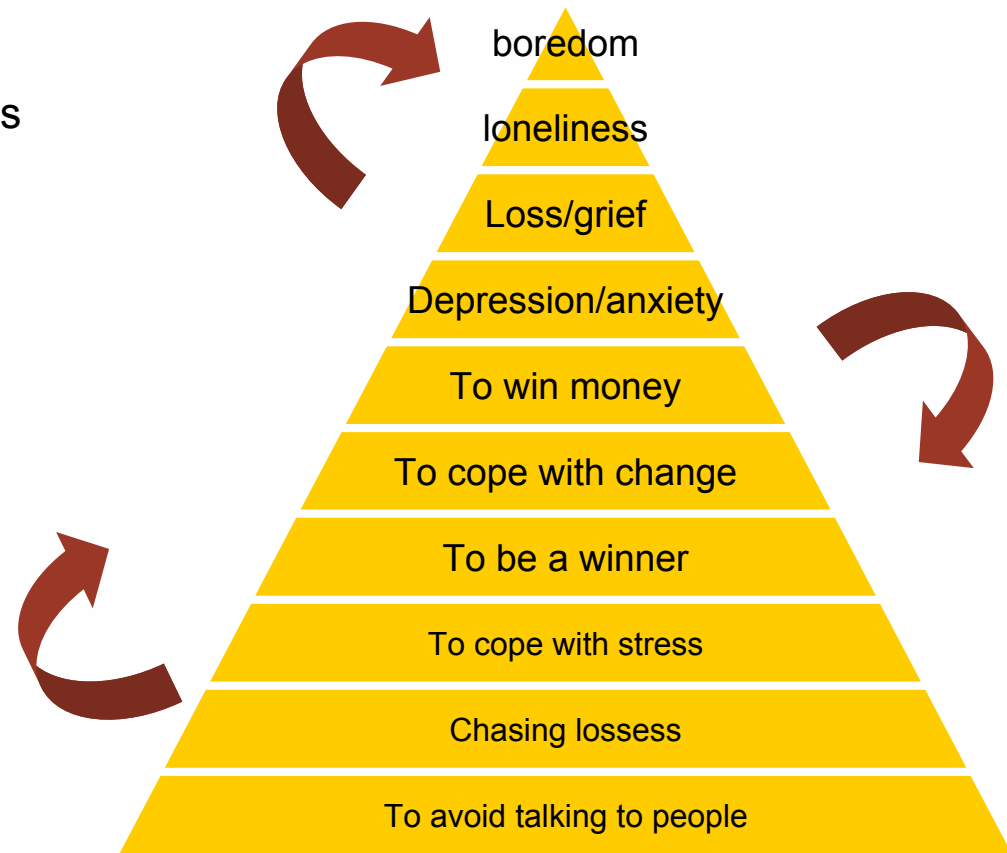 boredom
s
loneliness
Loss/grief
Depression/anxiety
To win money
To cope with change
To be a winner
To cope with stress
Chasing lossess
To avoid talking to people